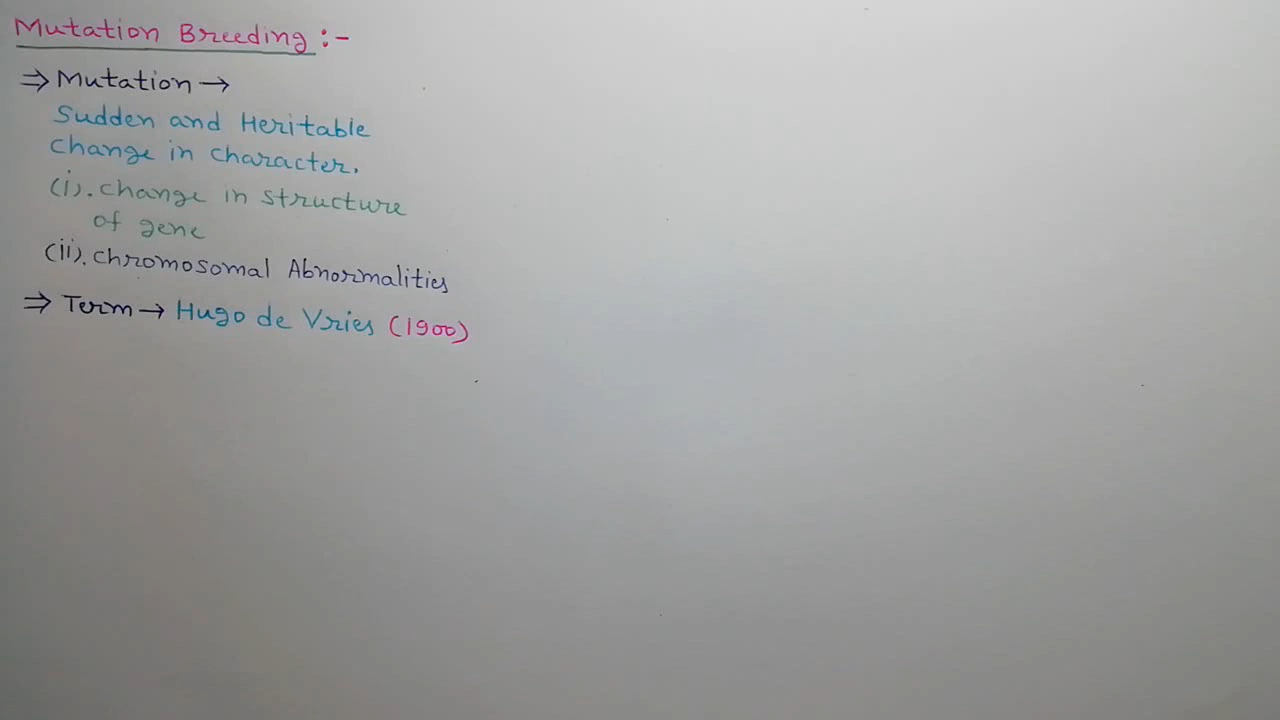 Mutation Breeding :-
⇒ Mutation →
Sudden and Heritable
change in character.
(i). change in structure
of gene
(ii). chromosomal Abnormalities
⇒ Term → Hugo de Vries (1900)